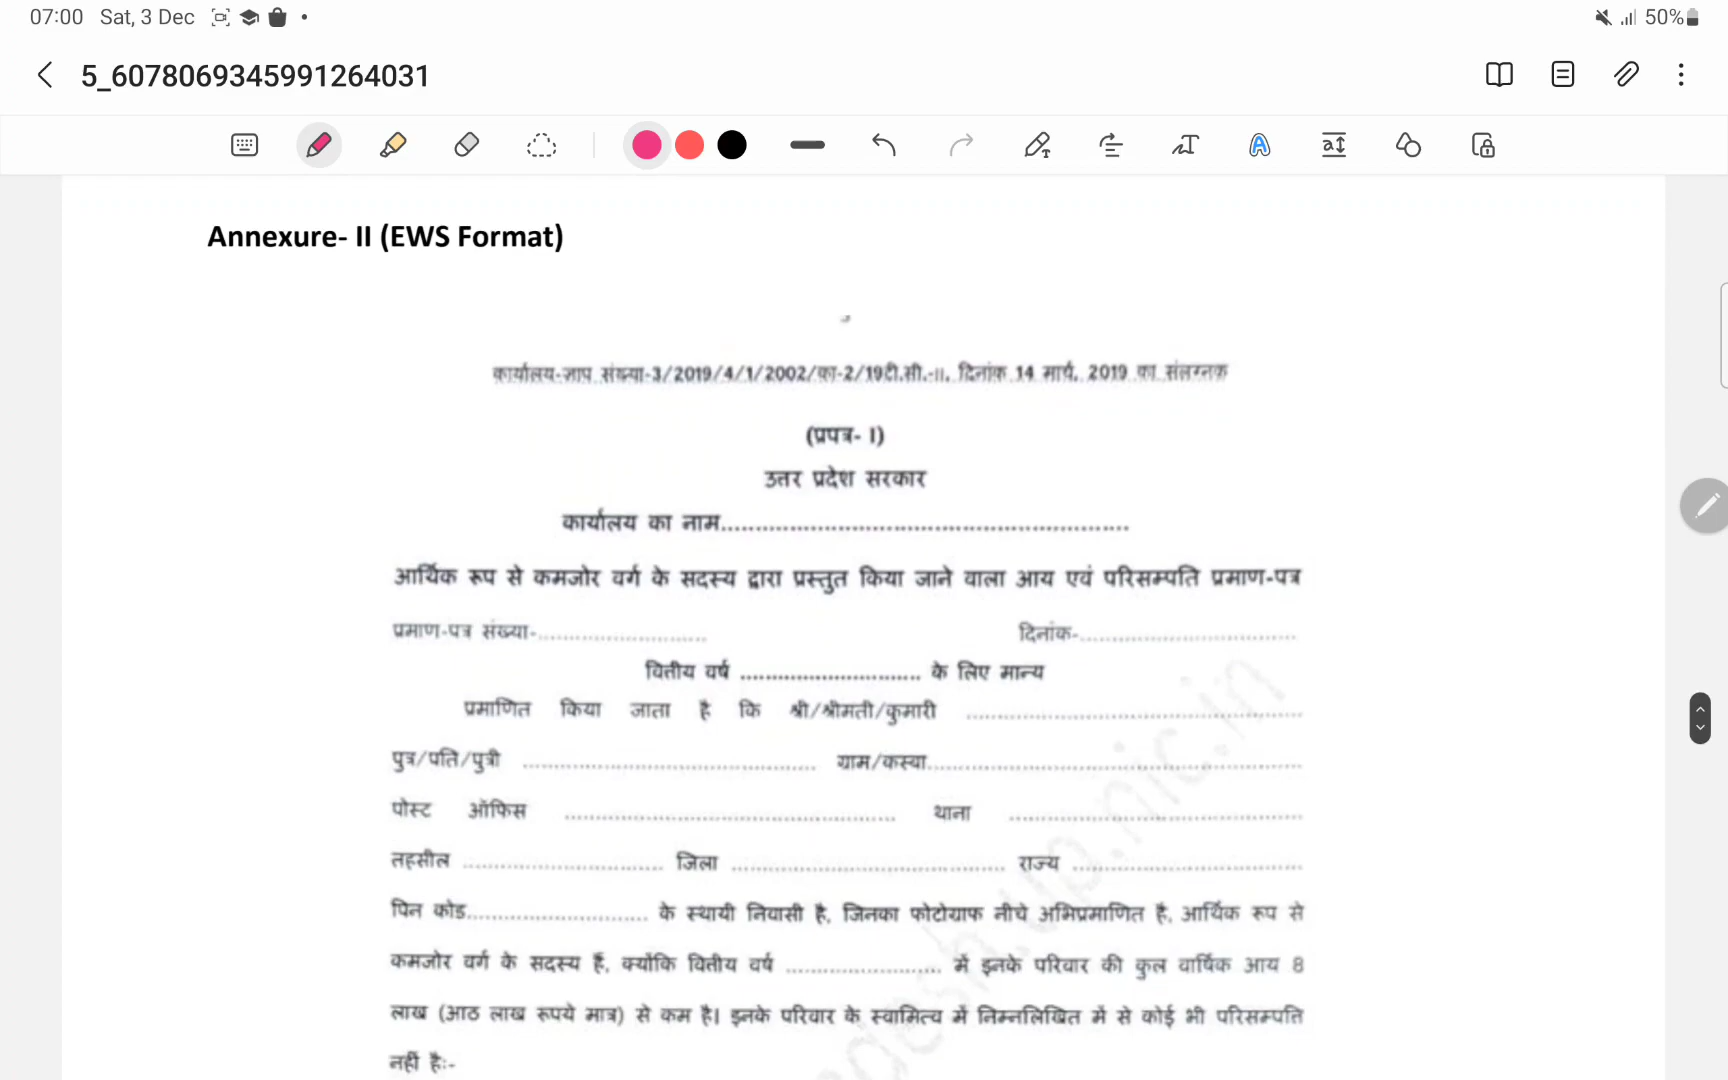 07:00 Sat, 3 Dec
50%
5_6078069345991264031
Annexure- II (EWS Format)
कार्यालय-ज्ञाप संख्या-3/2019/4/1/2002/का-2/19टी.सी.-II, दिनांक 14 मार्च, 2019 का संलग्नक
(प्रपत्र- I)
उत्तर प्रदेश सरकार
कार्यालय का नाम............................................................
आर्थिक रूप से कमजोर वर्ग के सदस्य द्वारा प्रस्तुत किया जाने वाला आय एवं परिसम्पति प्रमाण-पत्र
प्रमाण-पत्र संख्या-............................ दिनांक-....................................
वित्तीय वर्ष .............................. के लिए मान्य
प्रमाणित किया जाता है कि श्री/श्रीमती/कुमारी ........................................................
पुत्र/पति/पुत्री ................................................. ग्राम/कस्बा...............................................................
पोस्ट ऑफिस ....................................................... थाना .................................................
तहसील .................................. जिला .............................................. राज्य .......................................
पिन कोड.............................. के स्थायी निवासी है, जिनका फोटोग्राफ नीचे अभिप्रमाणित है, आर्थिक रूप से
कमजोर वर्ग के सदस्य हैं, क्योंकि वित्तीय वर्ष .......................... में इनके परिवार की कुल वार्षिक आय 8
लाख (आठ लाख रूपये मात्र) से कम है। इनके परिवार के स्वामित्व में निम्नलिखित में से कोई भी परिसम्पति
नहीं है:-